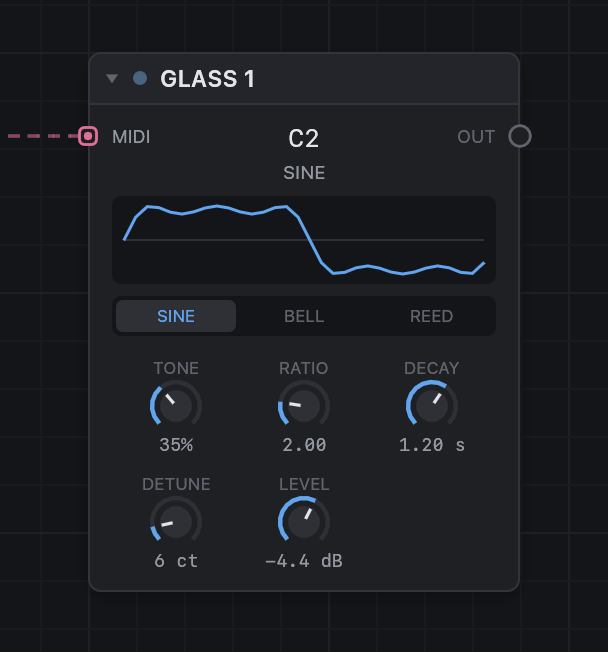 GLASS 1
MIDI C2 OUT
SINE
SINE BELL REED
TONE RATIO DECAY
35% 2.00 1.20 s
DETUNE LEVEL
6 ct −4.4 dB